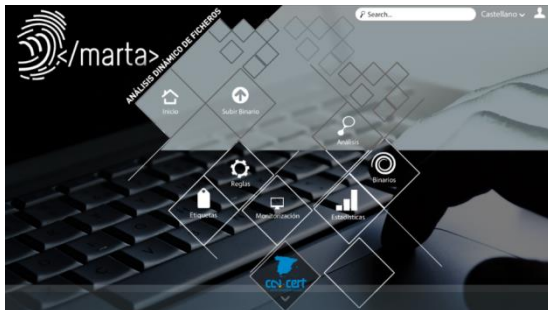 </marta>
ANÁLISIS DINÁMICO DE FICHEROS
Search...
Castellano
Inicio
Subir Binario
Análisis
Reglas
Binarios
Etiquetas
Monitorización
Estadísticas
ccn-cert